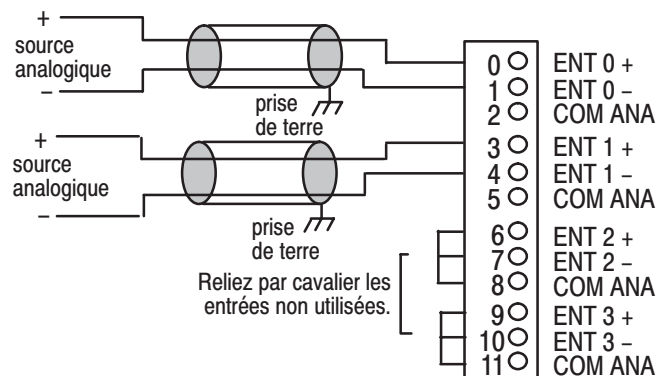 +
source
analogique
–
prise
de terre
+
source
analogique
–
prise
de terre
Reliez par cavalier les
entrées non utilisées.
0 ENT 0 +
1 ENT 0 –
2 COM ANA
3 ENT 1 +
4 ENT 1 –
5 COM ANA
6 ENT 2 +
7 ENT 2 –
8 COM ANA
9 ENT 3 +
10 ENT 3 –
11 COM ANA